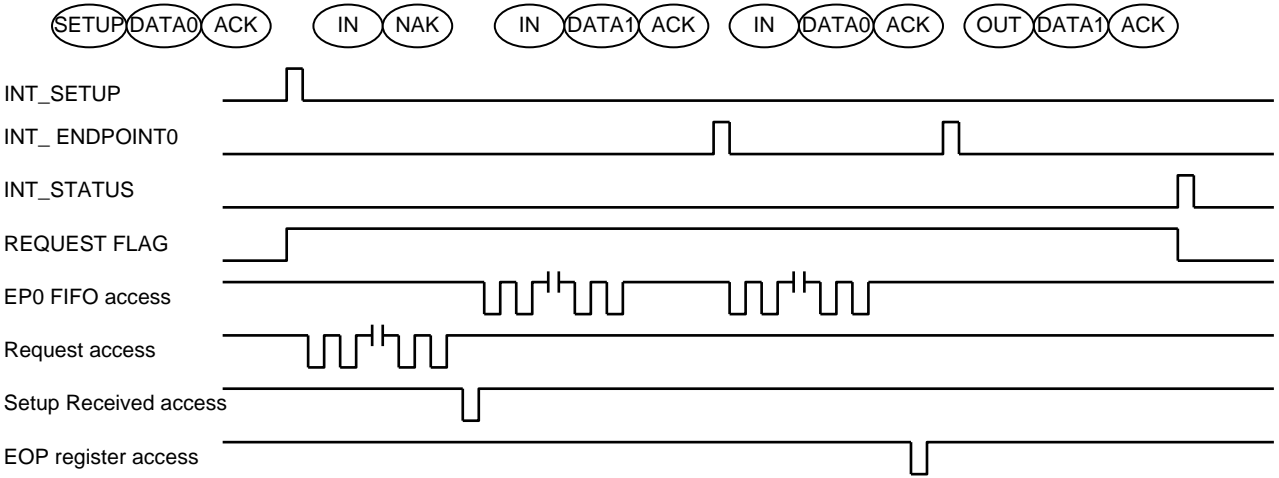 SETUP DATA0 ACK IN NAK IN DATA1 ACK IN DATA0 ACK OUT DATA1 ACK
INT_SETUP
INT_ ENDPOINT0
INT_STATUS
REQUEST FLAG
EP0 FIFO access
Request access
Setup Received access
EOP register access